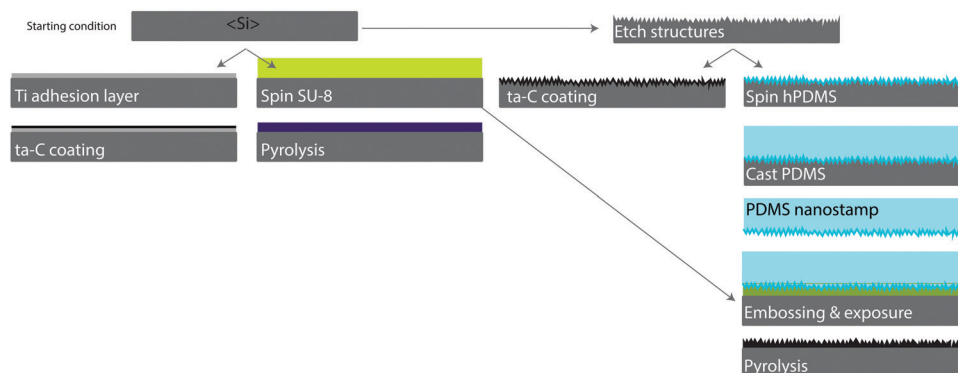 Starting condition
<Si>
Etch structures
Ti adhesion layer
Spin SU-8
ta-C coating
Spin hPDMS
ta-C coating
Pyrolysis
Cast PDMS
PDMS nanostamp
Embossing & exposure
Pyrolysis